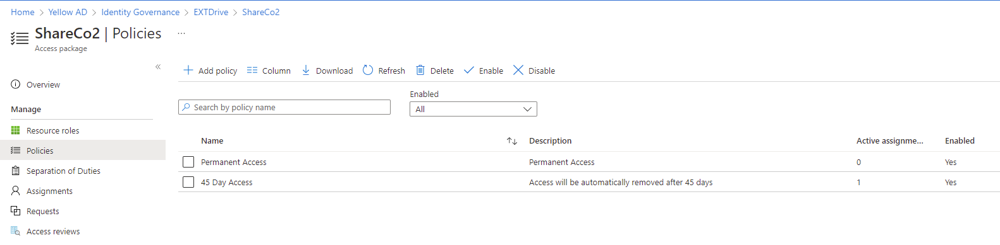 Home > Yellow AD > Identity Governance > EXTDrive > ShareCo2
ShareCo2 | Policies ...
Access package
«
Add policy Column Download Refresh Delete Enable Disable
Overview
Enabled
Search by policy name All
Manage
Resource roles
Policies
Separation of Duties
Assignments
Requests
Access reviews
Name Description Active assignme... Enabled
Permanent Access Permanent Access 0 Yes
45 Day Access Access will be automatically removed after 45 days 1 Yes